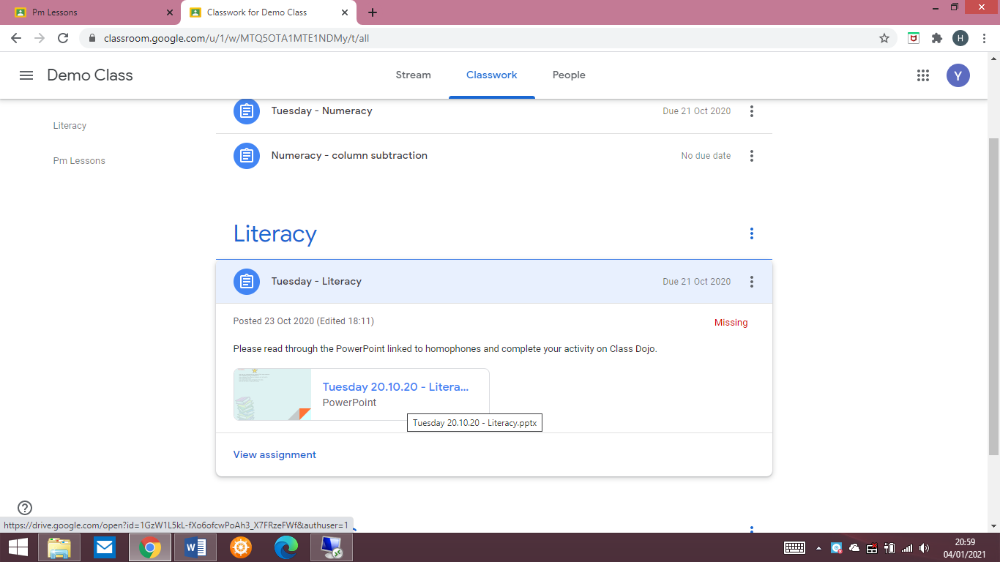 Pm Lessons
Classwork for Demo Class
classroom.google.com/u/1/w/MTQ5OTA1MTE1NDMy/t/all
H
Demo Class
Stream
Classwork
People
Y
Literacy
Pm Lessons
Tuesday - Numeracy
Due 21 Oct 2020
Numeracy - column subtraction
No due date
Literacy
Tuesday - Literacy
Due 21 Oct 2020
Posted 23 Oct 2020 (Edited 18:11)
Missing
Please read through the PowerPoint linked to homophones and complete your activity on Class Dojo.
Tuesday 20.10.20 - Litera...
PowerPoint
Tuesday 20.10.20 - Literacy.pptx
View assignment
https://drive.google.com/open?id=1GzW1L5kL-fXo6ofcwPoAh3_X7FRzeFWf&authuser=1
20:59
04/01/2021